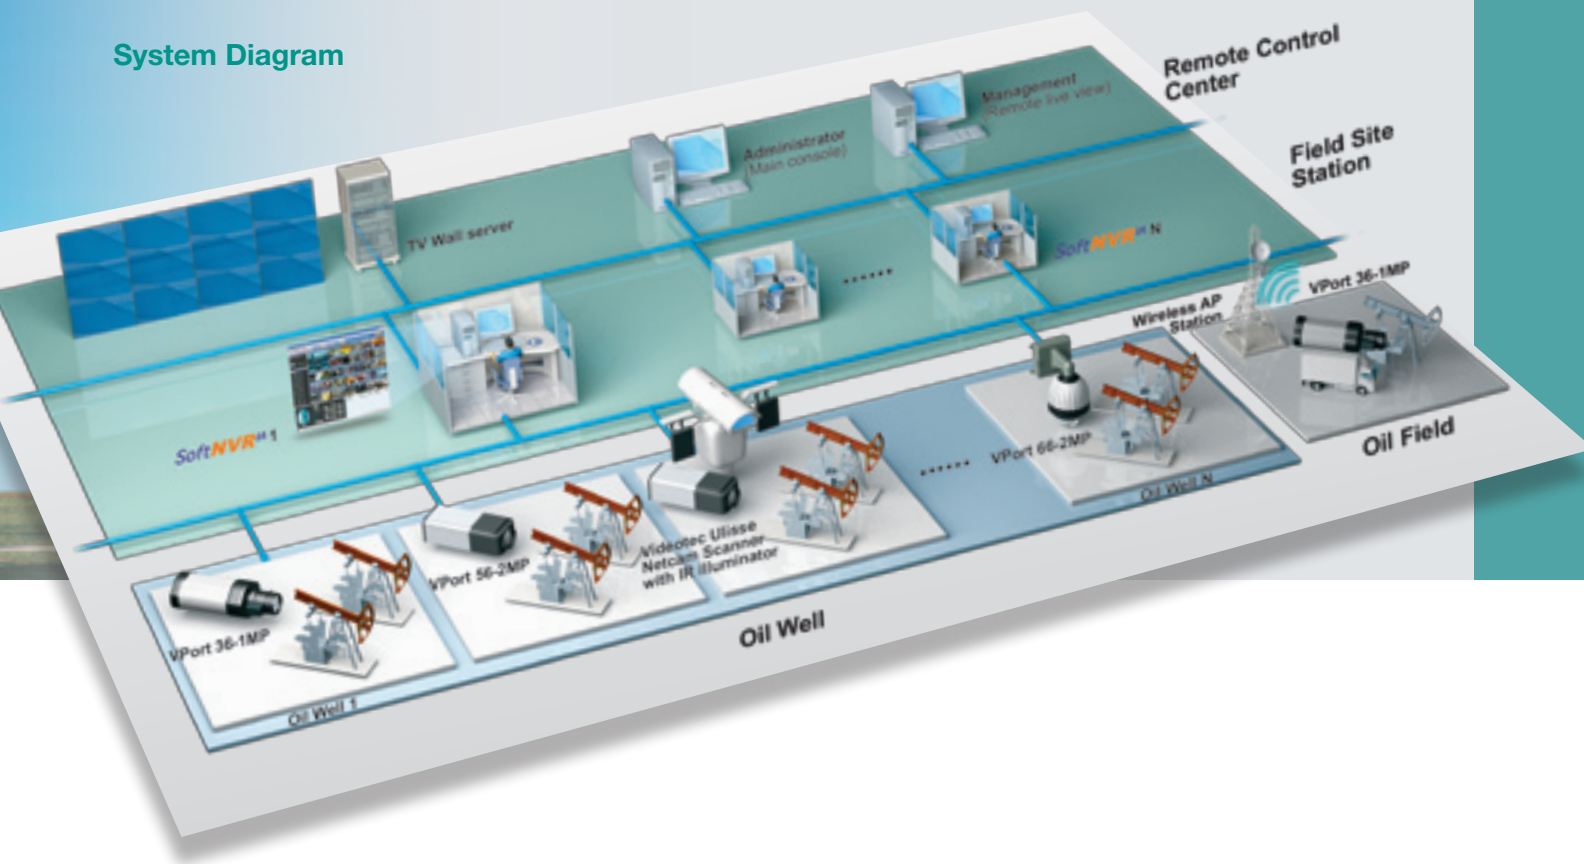 System Diagram
Remote Control
Center
Management
(Remote live view)
Administrator
(Main console)
Field Site
Station
TV Wall server
SoftNVR-IA N
VPort 36-1MP
Wireless AP
Station
SoftNVR-IA 1
Oil Field
VPort 66-2MP
Oil Well N
Videotec Ulisse
Netcam Scanner
with IR illuminator
VPort 56-2MP
Oil Well
VPort 36-1MP
Oil Well 1